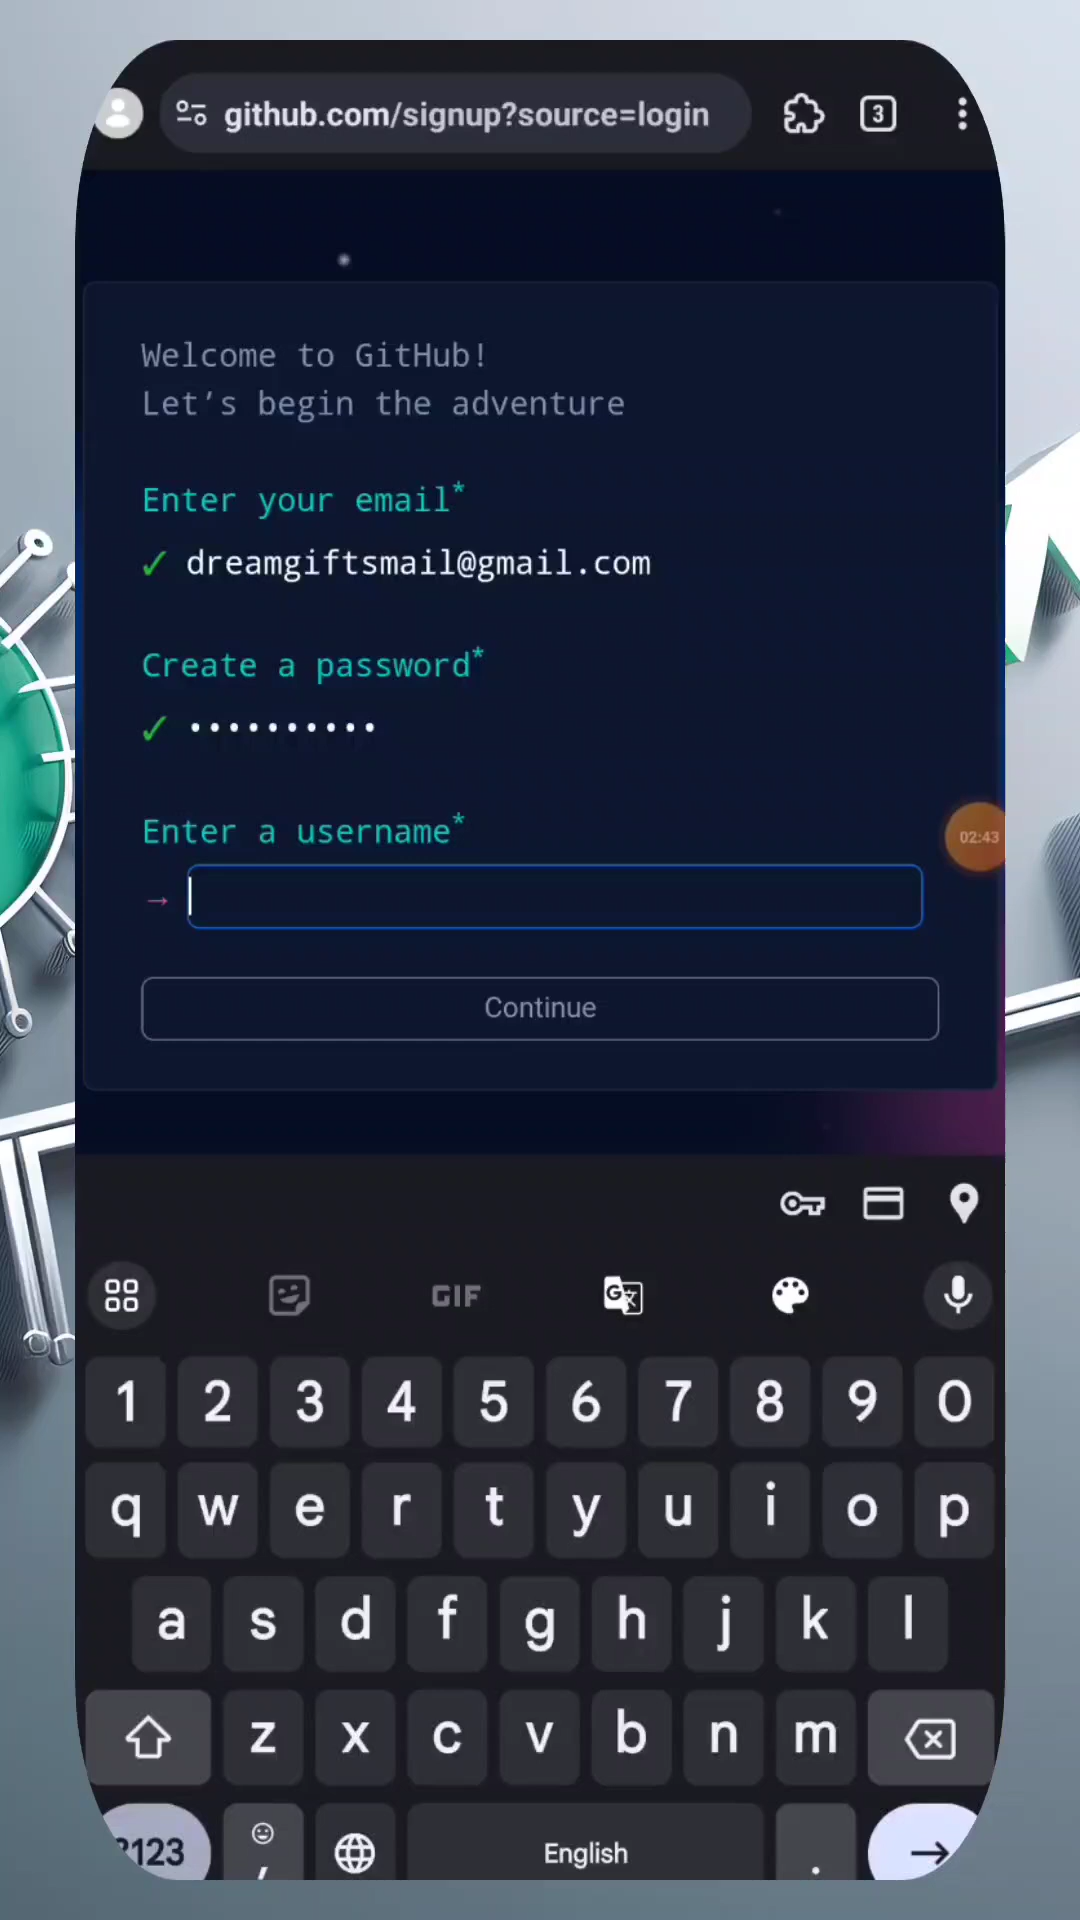 github.com/signup?source=login
3
Welcome to GitHub!
Let's begin the adventure
Enter your email*
✓ dreamgiftsmail@gmail.com
Create a password*
✓ ••••••••••
Enter a username*
→
02:43
Continue
GIF
G
1 2 3 4 5 6 7 8 9 0
q w e r t y u i o p
a s d f g h j k l
z x c v b n m
?123 , English .